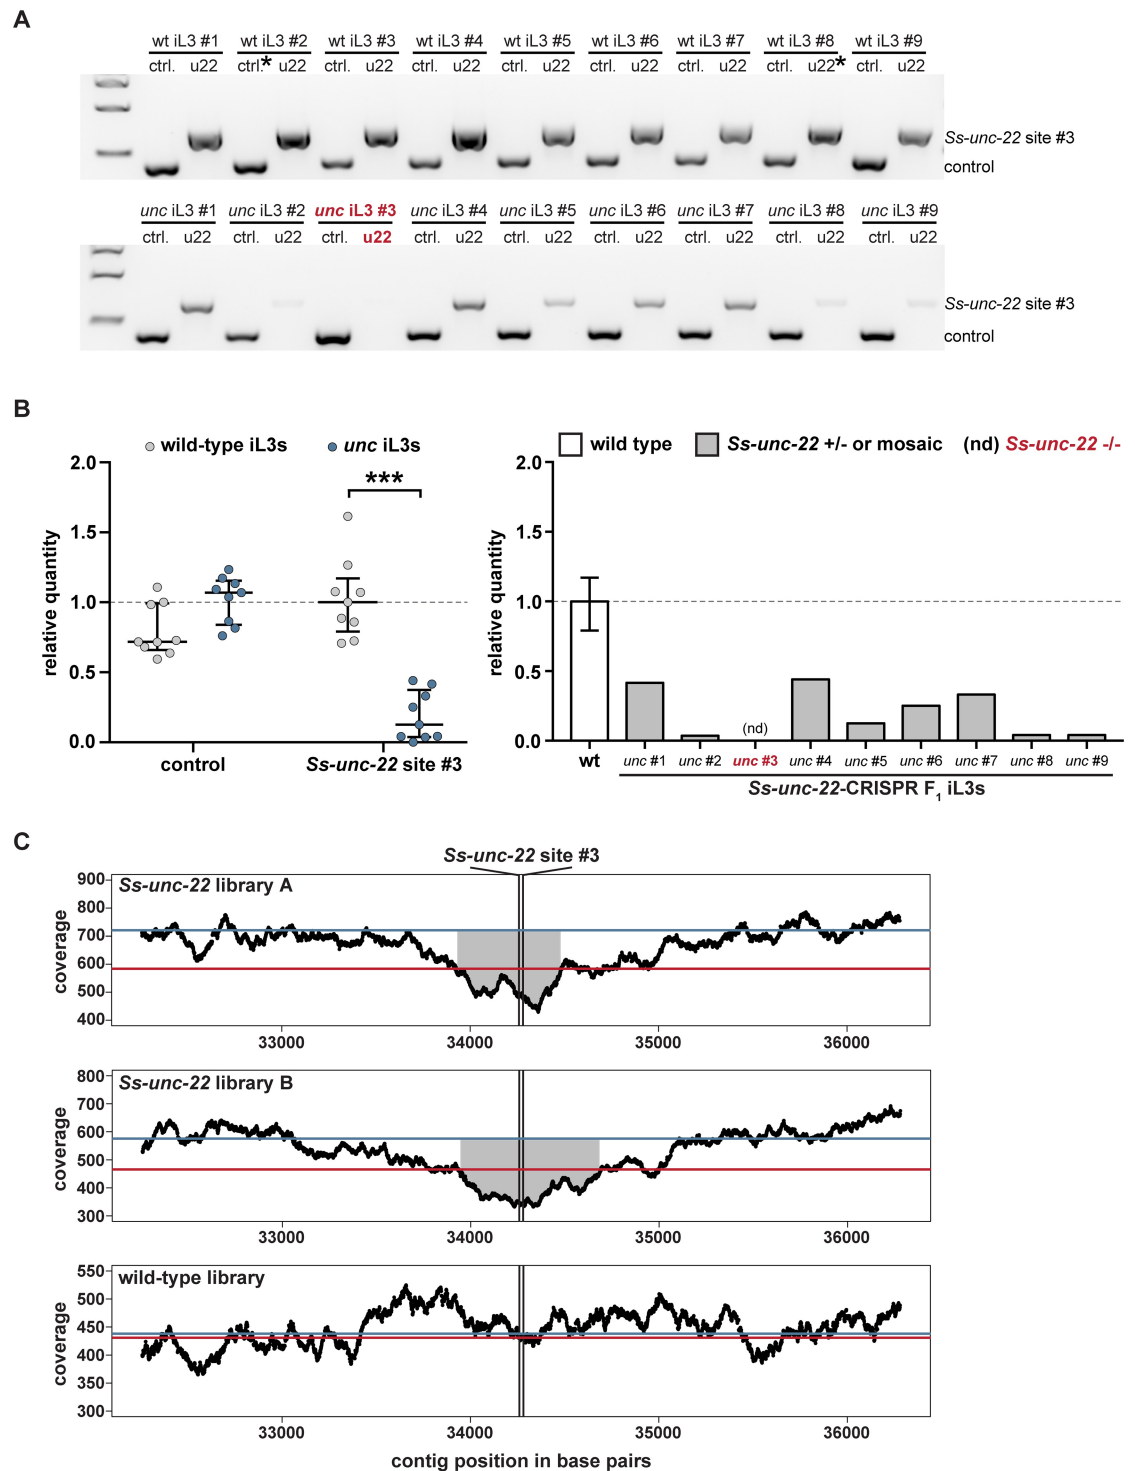 A
wt iL3 #1 wt iL3 #2 wt iL3 #3 wt iL3 #4 wt iL3 #5 wt iL3 #6 wt iL3 #7 wt iL3 #8 wt iL3 #9
ctrl. u22 ctrl.* u22 ctrl. u22 ctrl. u22 ctrl. u22 ctrl. u22 ctrl. u22 ctrl. u22* ctrl. u22
Ss-unc-22 site #3
control
unc iL3 #1 unc iL3 #2 unc iL3 #3 unc iL3 #4 unc iL3 #5 unc iL3 #6 unc iL3 #7 unc iL3 #8 unc iL3 #9
ctrl. u22 ctrl. u22 ctrl. u22 ctrl. u22 ctrl. u22 ctrl. u22 ctrl. u22 ctrl. u22 ctrl. u22
Ss-unc-22 site #3
control
B
wild-type iL3s unc iL3s
2.0
1.5
1.0
0.5
0.0
relative quantity
***
control Ss-unc-22 site #3
wild type Ss-unc-22 +/- or mosaic (nd) Ss-unc-22 -/-
2.0
1.5
1.0
0.5
0.0
relative quantity
(nd)
wt unc #1 unc #2 unc #3 unc #4 unc #5 unc #6 unc #7 unc #8 unc #9
Ss-unc-22-CRISPR F1 iL3s
C
Ss-unc-22 site #3
Ss-unc-22 library A
900
800
700
600
500
400
coverage
33000 34000 35000 36000
Ss-unc-22 library B
800
700
600
500
400
300
coverage
33000 34000 35000 36000
wild-type library
550
500
450
400
350
300
coverage
33000 34000 35000 36000
contig position in base pairs